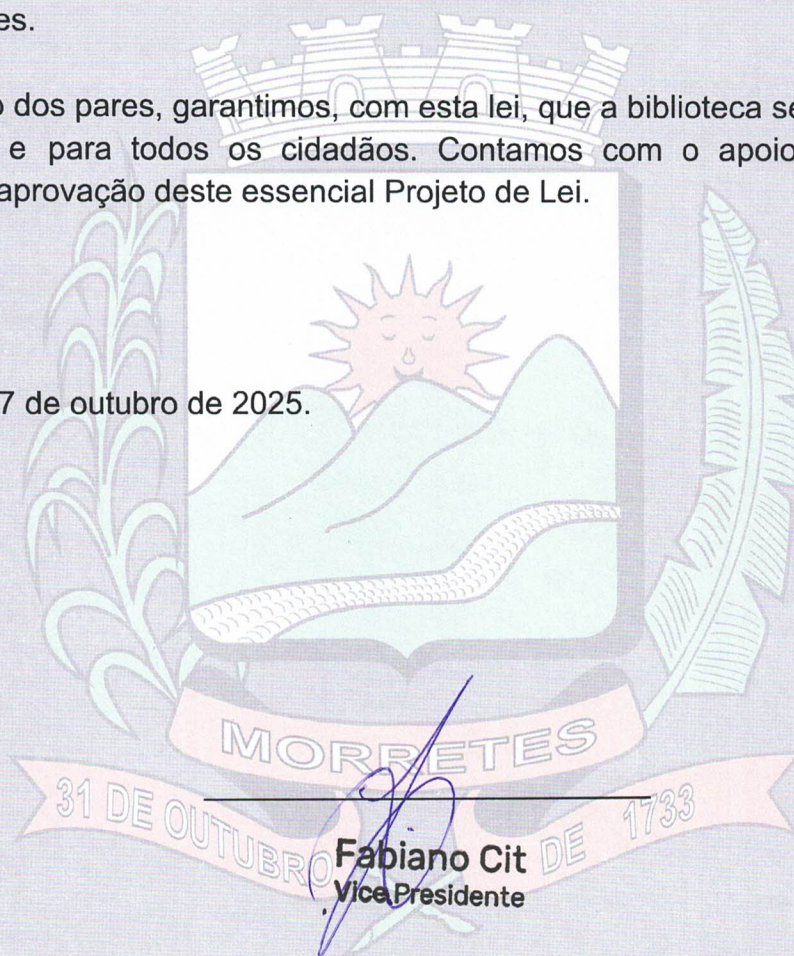 es.
o dos pares, garantimos, com esta lei, que a biblioteca se
e para todos os cidadãos. Contamos com o apoio
aprovação deste essencial Projeto de Lei.
7 de outubro de 2025.
MORRETES
31 DE OUTUBRO DE 1733
Fabiano Cit
Vice Presidente